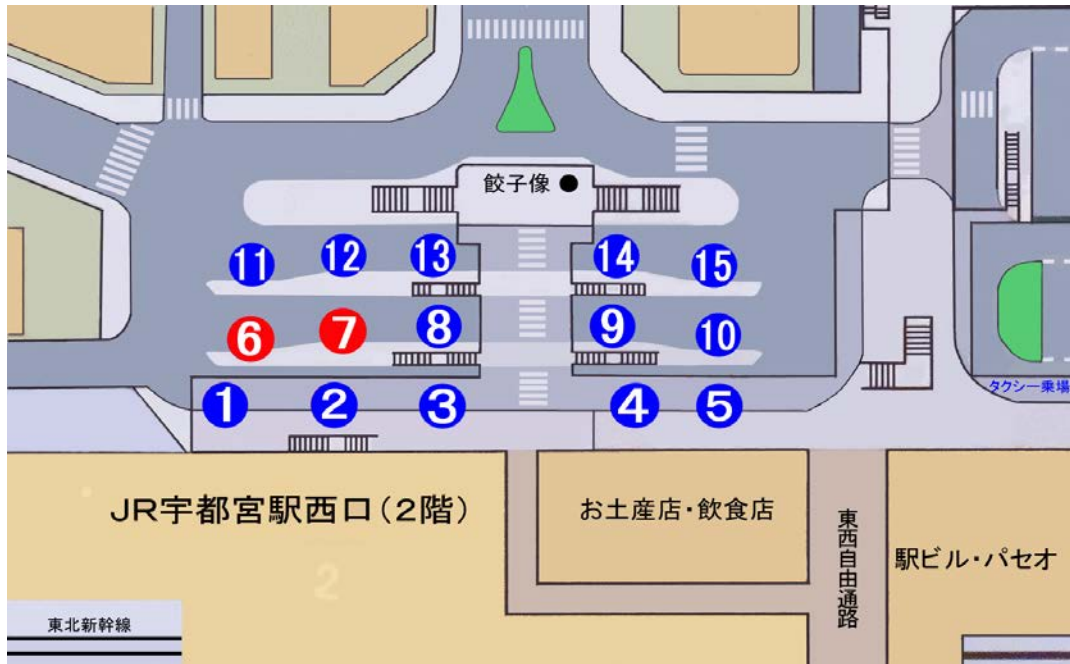 餃子像
11 12 13 14 15
6 7 8 9 10
1 2 3 4 5
タクシー乗場
JR宇都宮駅西口(2階)
お土産店・飲食店
東西自由通路
駅ビル・パセオ
2
東北新幹線